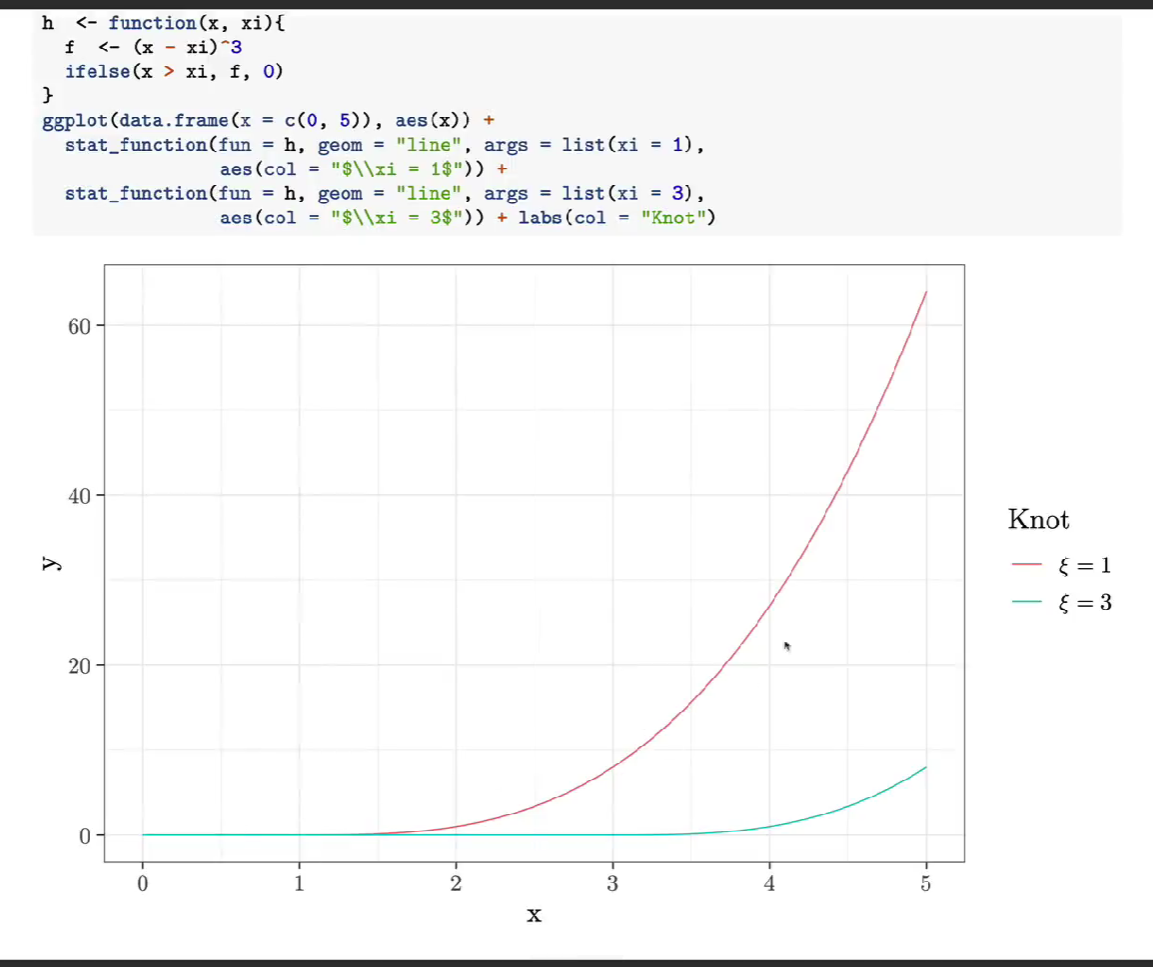 h <- function(x, xi){
  f <- (x - xi)^3
  ifelse(x > xi, f, 0)
}
ggplot(data.frame(x = c(0, 5)), aes(x)) +
  stat_function(fun = h, geom = "line", args = list(xi = 1),
                aes(col = "$\\xi = 1$")) +
  stat_function(fun = h, geom = "line", args = list(xi = 3),
                aes(col = "$\\xi = 3$")) + labs(col = "Knot")
60
40
20
0
y
0 1 2 3 4 5
x
Knot
ξ = 1
ξ = 3